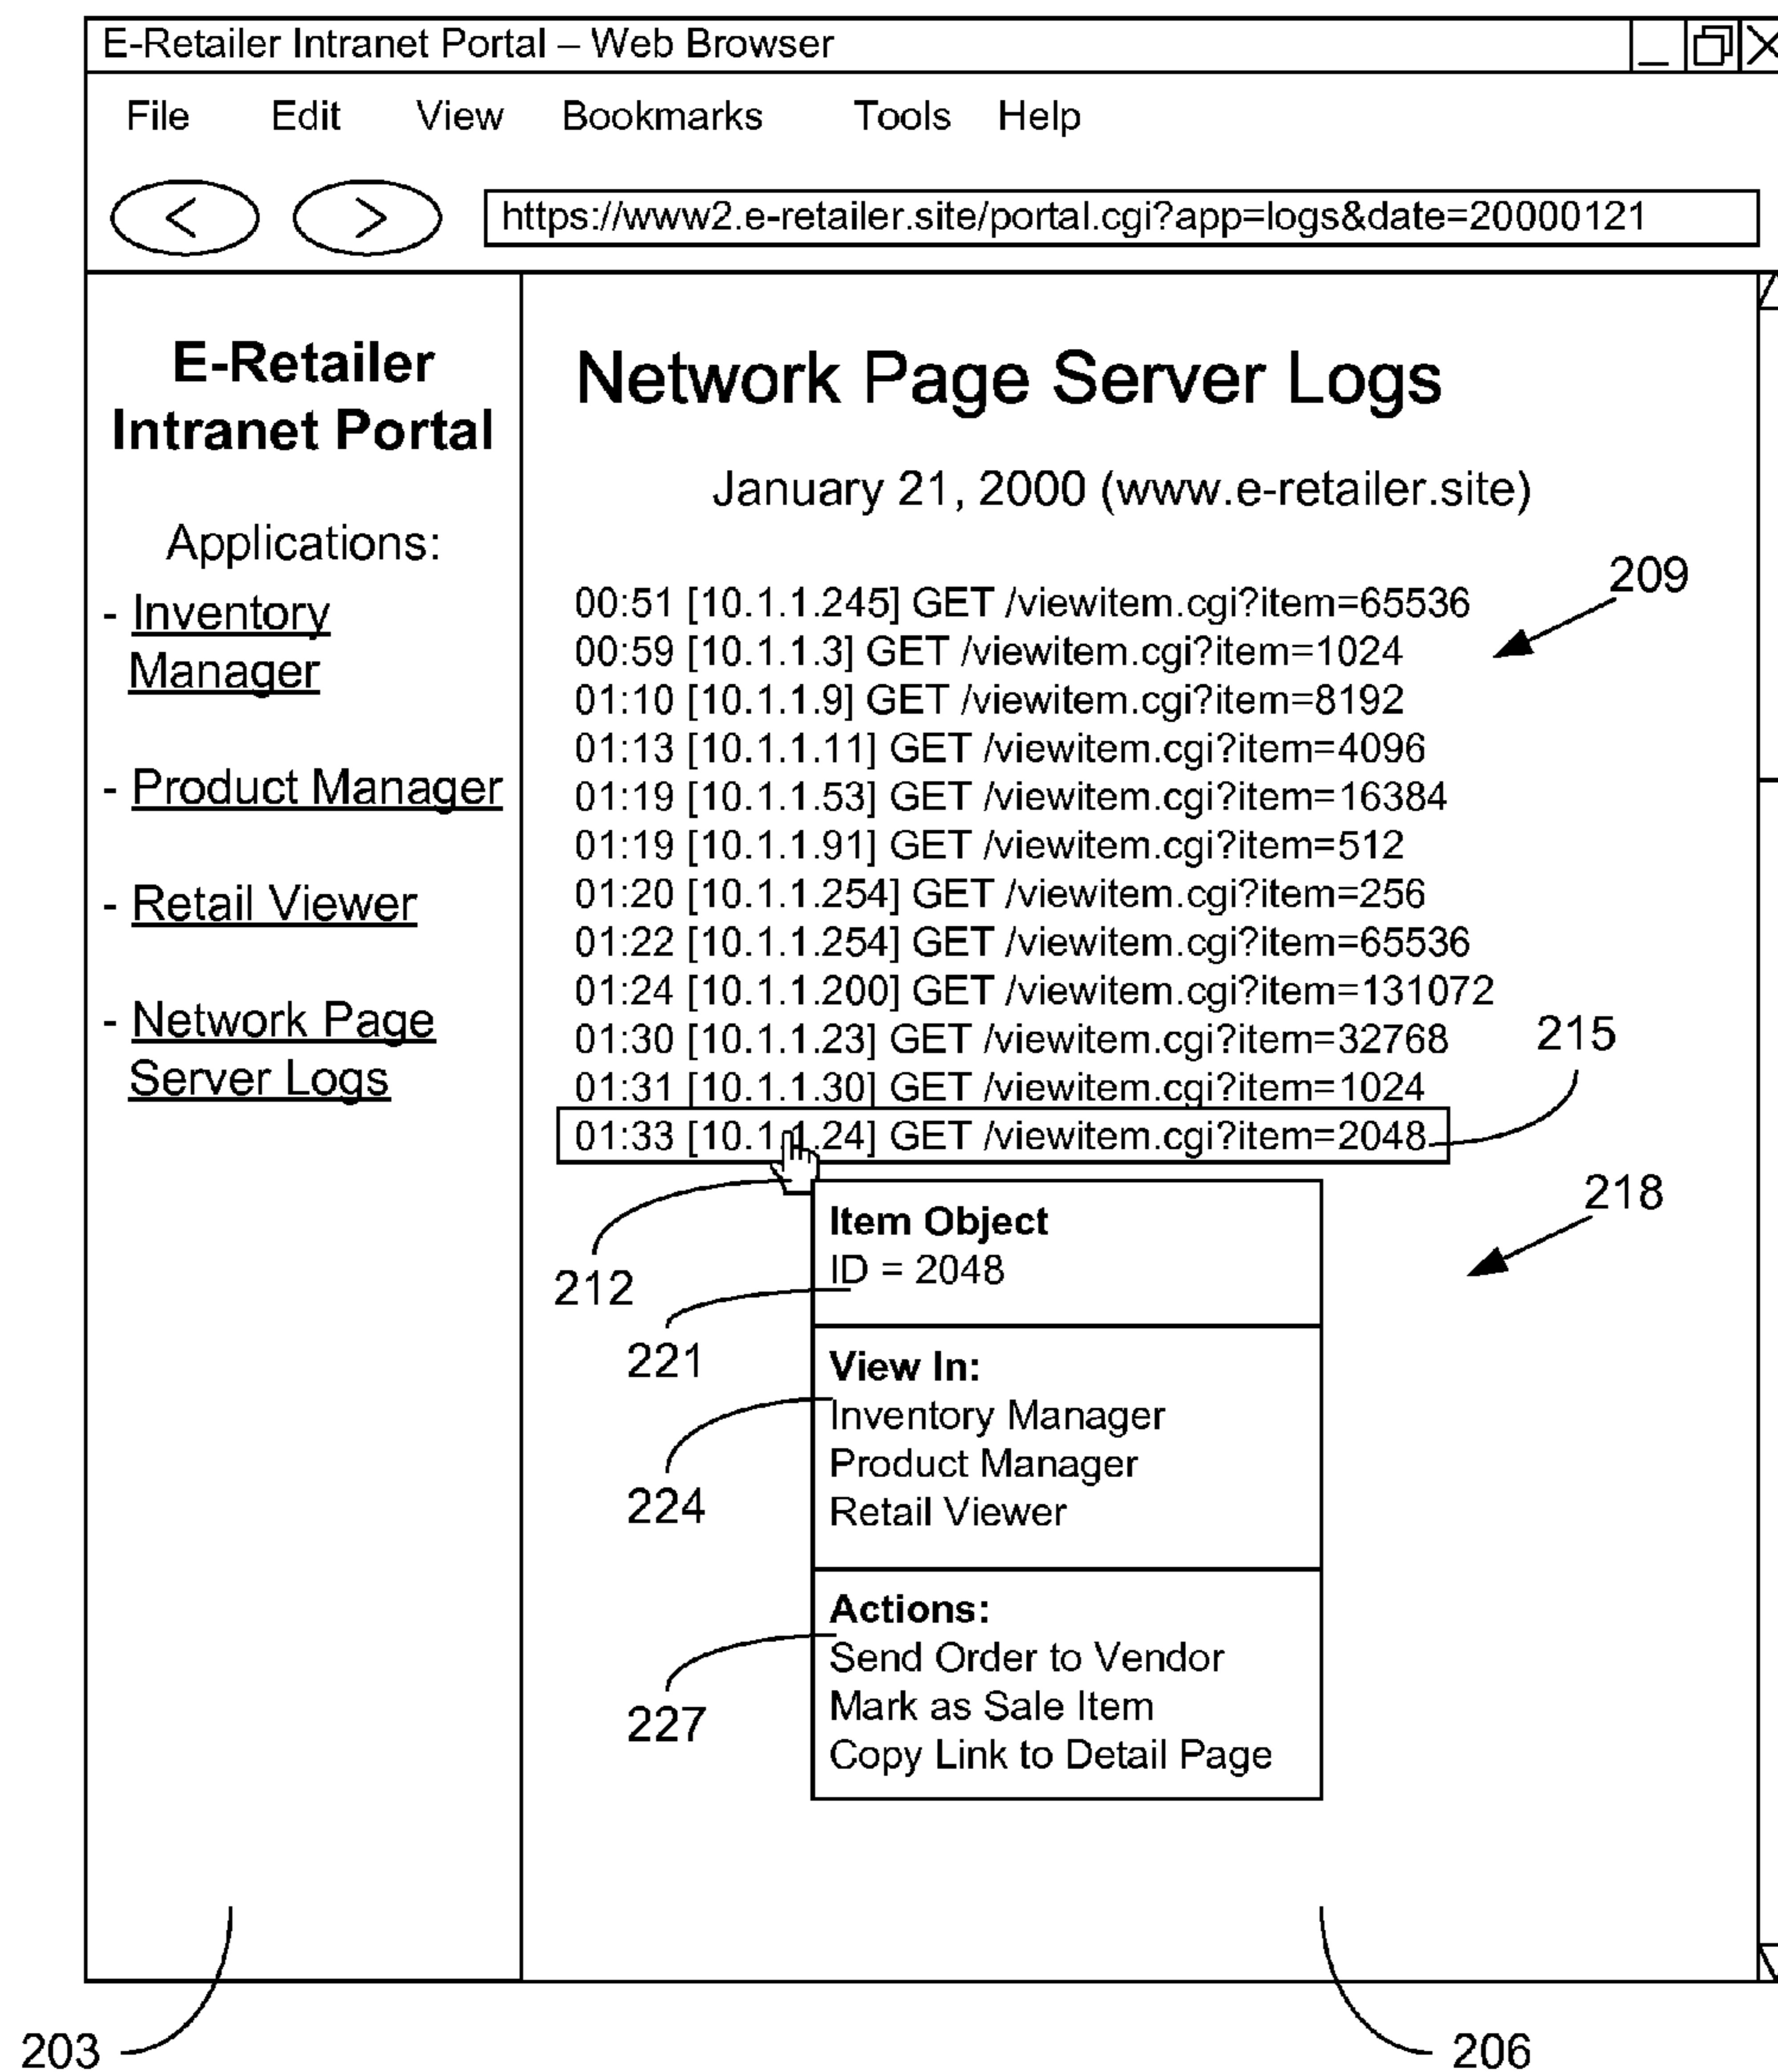 E-Retailer Intranet Portal – Web Browser
File Edit View Bookmarks Tools Help
< > https://www2.e-retailer.site/portal.cgi?app=logs&date=20000121
E-Retailer
Intranet Portal
Applications:
- Inventory
Manager
- Product Manager
- Retail Viewer
- Network Page
Server Logs
Network Page Server Logs
January 21, 2000 (www.e-retailer.site)
209
00:51 [10.1.1.245] GET /viewitem.cgi?item=65536
00:59 [10.1.1.3] GET /viewitem.cgi?item=1024
01:10 [10.1.1.9] GET /viewitem.cgi?item=8192
01:13 [10.1.1.11] GET /viewitem.cgi?item=4096
01:19 [10.1.1.53] GET /viewitem.cgi?item=16384
01:19 [10.1.1.91] GET /viewitem.cgi?item=512
01:20 [10.1.1.254] GET /viewitem.cgi?item=256
01:22 [10.1.1.254] GET /viewitem.cgi?item=65536
01:24 [10.1.1.200] GET /viewitem.cgi?item=131072
01:30 [10.1.1.23] GET /viewitem.cgi?item=32768
215
01:31 [10.1.1.30] GET /viewitem.cgi?item=1024
01:33 [10.1.1.24] GET /viewitem.cgi?item=2048
218
212
Item Object
ID = 2048
221
View In:
Inventory Manager
Product Manager
Retail Viewer
224
Actions:
Send Order to Vendor
Mark as Sale Item
Copy Link to Detail Page
227
203
206